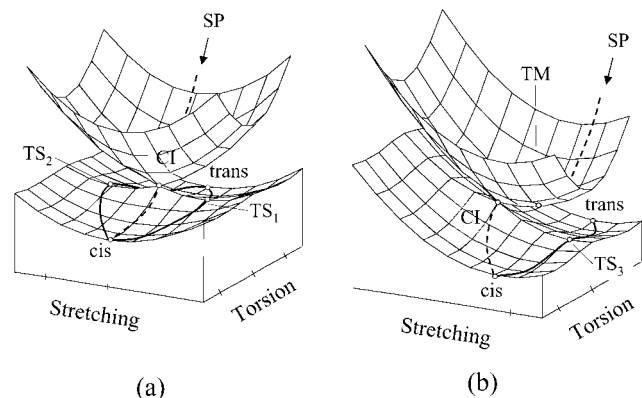 SP
CI
TS2
trans
TS1
cis
Stretching
Torsion
(a)
SP
TM
CI
trans
TS3
cis
Stretching
Torsion
(b)